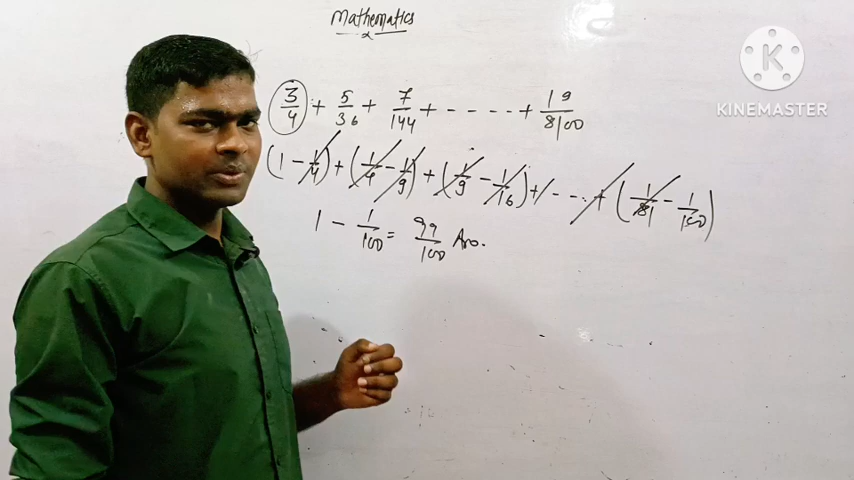 Mathematics
3/4 + 5/36 + 7/144 + - - - - - + 19/8100
(1 - 1/4) + (1/4 - 1/9) + (1/9 - 1/16) + - - - + (1/81 - 1/100)
1 - 1/100 = 99/100 Ans.
K
KINEMASTER